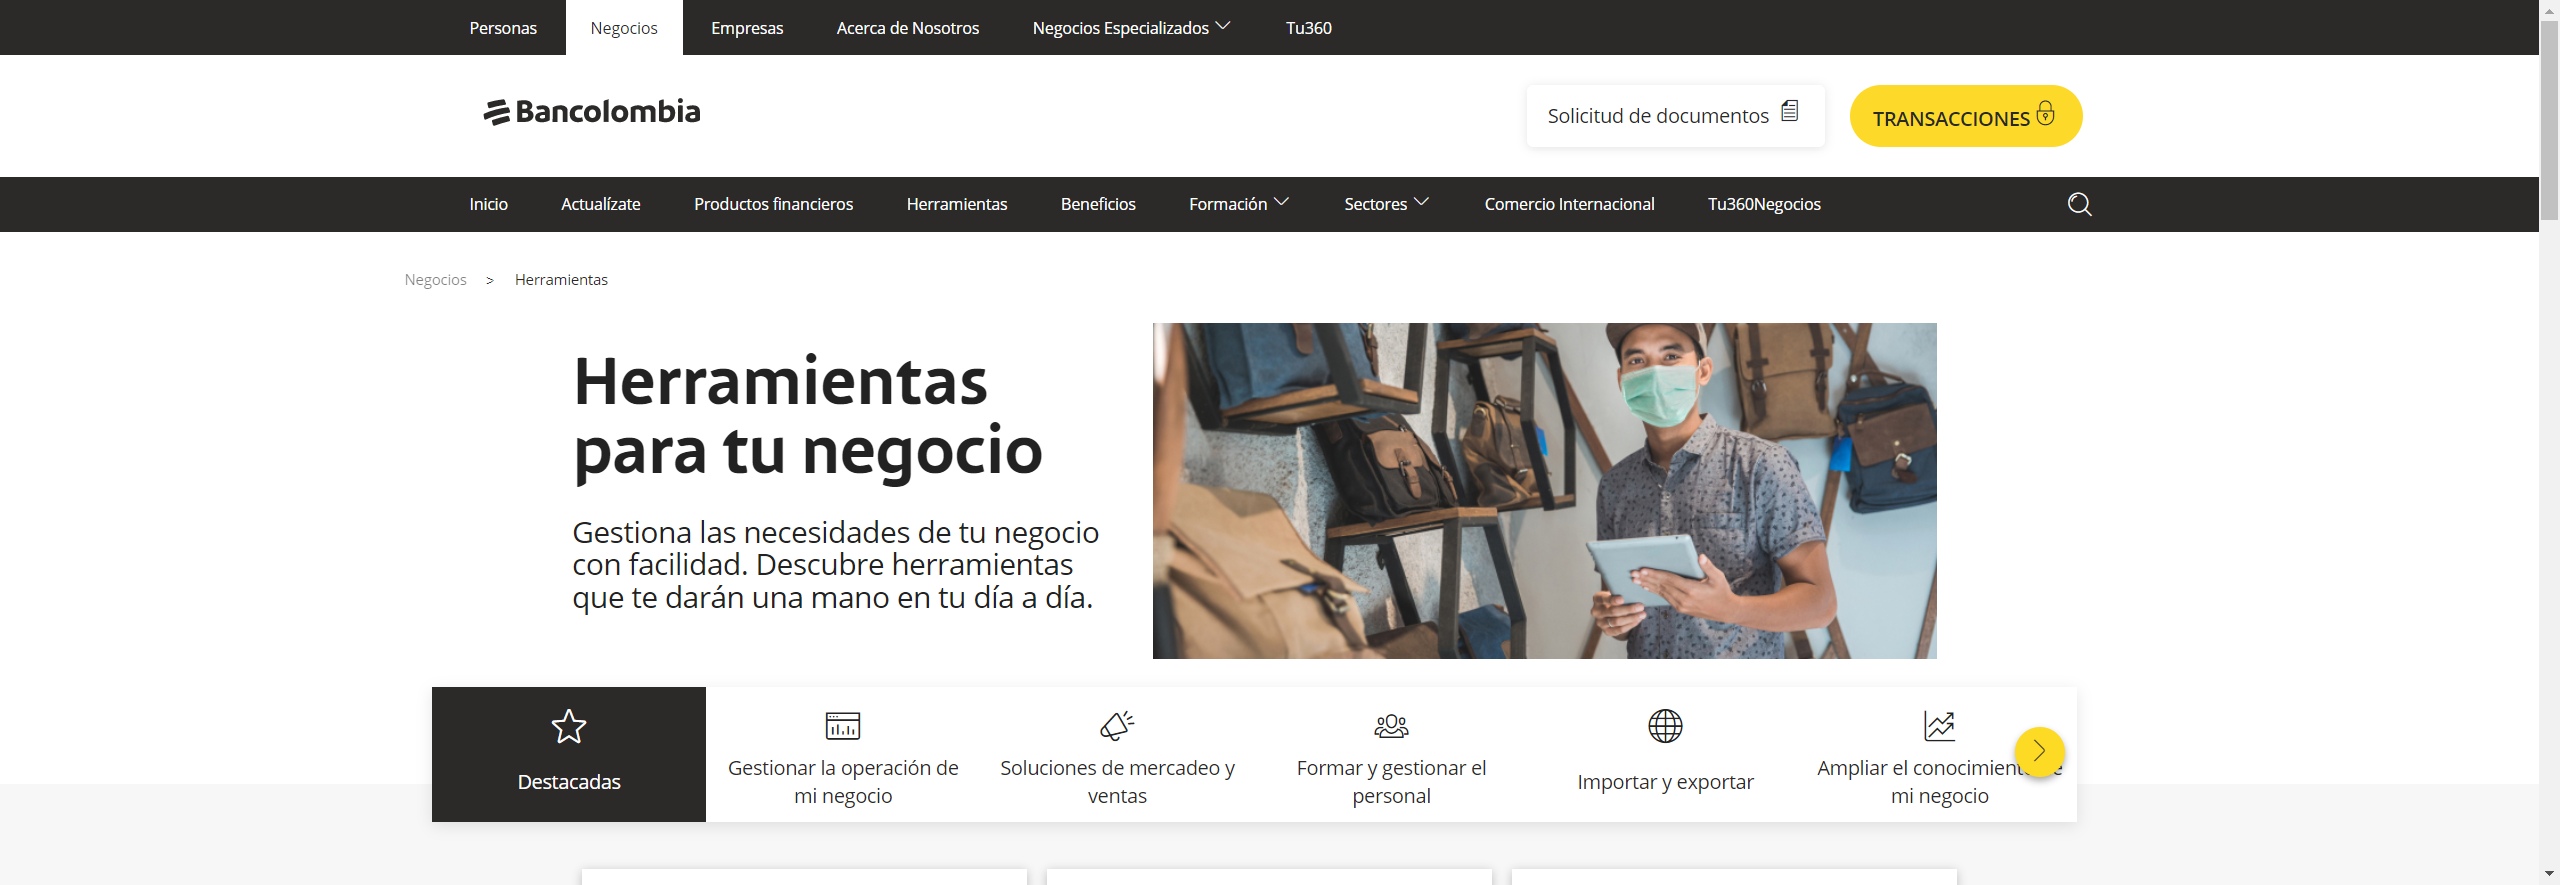 Personas Negocios Empresas Acerca de Nosotros Negocios Especializados Tu360
Bancolombia
Solicitud de documentos
TRANSACCIONES
Inicio Actualízate Productos financieros Herramientas Beneficios Formación Sectores Comercio Internacional Tu360Negocios
Negocios > Herramientas
Herramientas
para tu negocio
Gestiona las necesidades de tu negocio
con facilidad. Descubre herramientas
que te darán una mano en tu día a día.
Destacadas
Gestionar la operación de
mi negocio
Soluciones de mercadeo y
ventas
Formar y gestionar el
personal
Importar y exportar
Ampliar el conocimiento
mi negocio